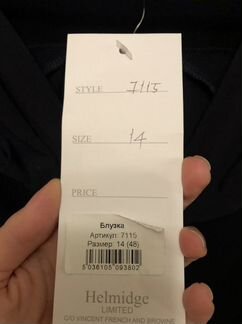 STYLE 7115
SIZE 14
PRICE
Блузка
Артикул: 7115
Размер: 14 (48)
5 036105 093802
Helmidge
LIMITED
C/O VINCENT FRENCH AND BROWNE